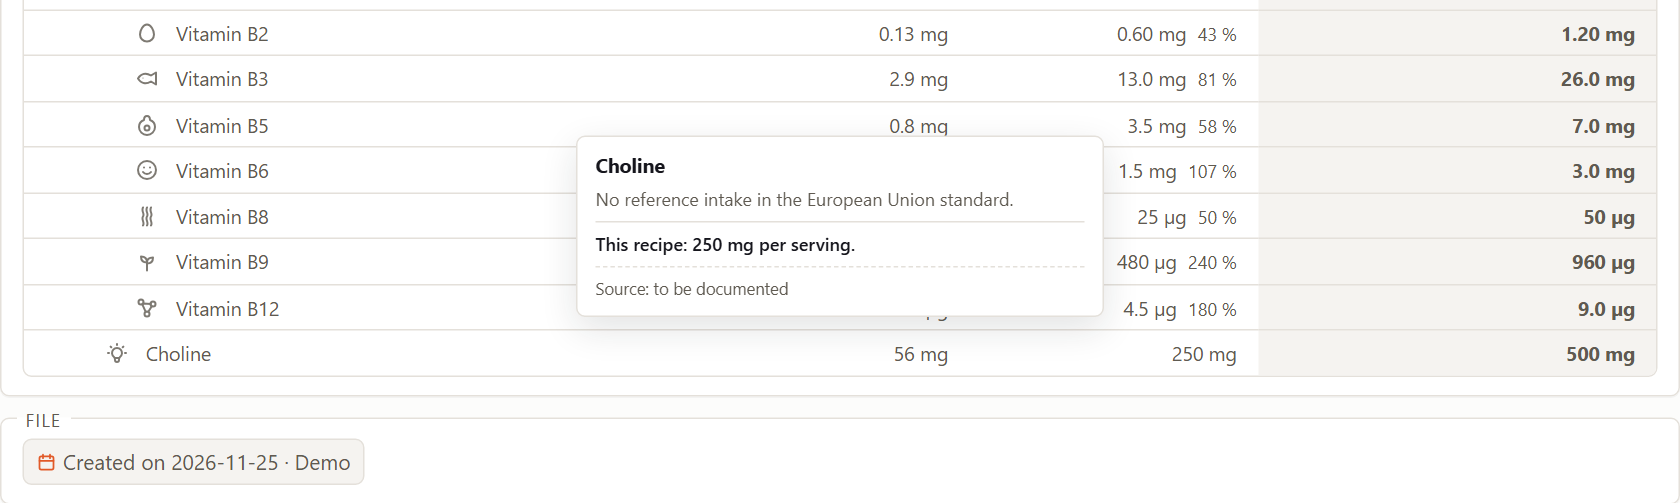 Vitamin B2 0.13 mg 0.60 mg 43 % 1.20 mg
Vitamin B3 2.9 mg 13.0 mg 81 % 26.0 mg
Vitamin B5 0.8 mg 3.5 mg 58 % 7.0 mg
Vitamin B6 1.5 mg 107 % 3.0 mg
Vitamin B8 25 µg 50 % 50 µg
Vitamin B9 480 µg 240 % 960 µg
Vitamin B12 4.5 µg 180 % 9.0 µg
Choline 56 mg 250 mg 500 mg
Choline
No reference intake in the European Union standard.
This recipe: 250 mg per serving.
Source: to be documented
FILE
Created on 2026-11-25 · Demo